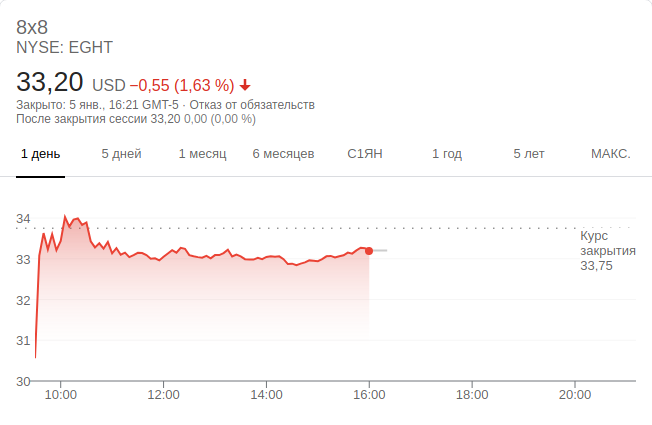 8x8
NYSE: EGHT
33,20 USD −0,55 (1,63 %)
Закрыто: 5 янв., 16:21 GMT-5 · Отказ от обязательств
После закрытия сессии 33,20 0,00 (0,00 %)
1 день 5 дней 1 месяц 6 месяцев С1ЯН 1 год 5 лет МАКС.
34
Курс
закрытия
33,75
33
32
31
30
10:00 12:00 14:00 16:00 18:00 20:00